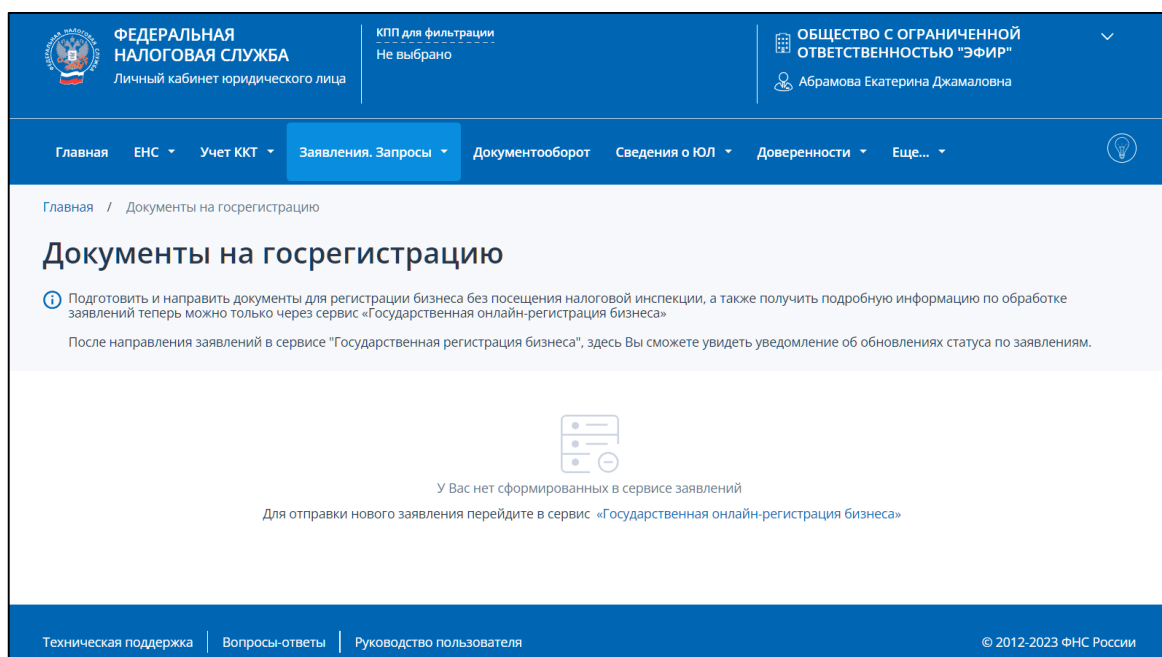 ФЕДЕРАЛЬНАЯ
НАЛОГОВАЯ СЛУЖБА
Личный кабинет юридического лица
КПП для фильтрации
Не выбрано
ОБЩЕСТВО С ОГРАНИЧЕННОЙ
ОТВЕТСТВЕННОСТЬЮ "ЭФИР"
Абрамова Екатерина Джамаловна
Главная ЕНС Учет ККТ Заявления. Запросы Документооборот Сведения о ЮЛ Доверенности Еще...
Главная / Документы на госрегистрацию
Документы на госрегистрацию
Подготовить и направить документы для регистрации бизнеса без посещения налоговой инспекции, а также получить подробную информацию по обработке
заявлений теперь можно только через сервис «Государственная онлайн-регистрация бизнеса»
После направления заявлений в сервисе "Государственная регистрация бизнеса", здесь Вы сможете увидеть уведомление об обновлениях статуса по заявлениям.
У Вас нет сформированных в сервисе заявлений
Для отправки нового заявления перейдите в сервис «Государственная онлайн-регистрация бизнеса»
Техническая поддержка Вопросы-ответы Руководство пользователя © 2012-2023 ФНС России